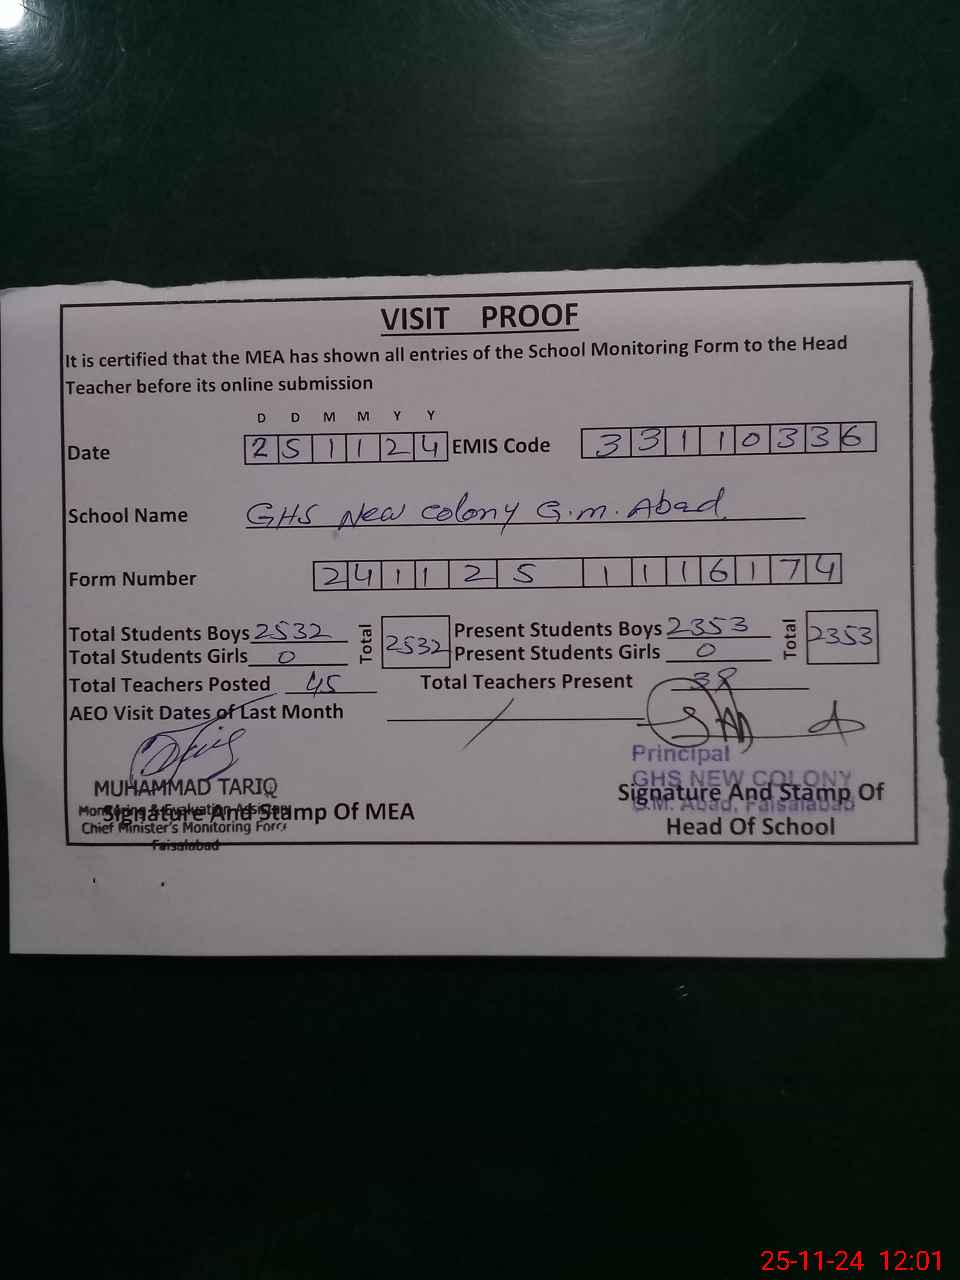 VISIT PROOF
It is certified that the MEA has shown all entries of the School Monitoring Form to the Head
Teacher before its online submission
D D M M Y Y
Date 2 5 1 1 2 4 EMIS Code 3 3 1 1 0 3 3 6
School Name GHS New Colony G.M. Abad.
Form Number 2 4 1 1 2 5 1 1 1 6 1 7 4
Total Students Boys 2532 Total 2532 Present Students Boys 2353 Total 2353
Total Students Girls 0 Present Students Girls 0
Total Teachers Posted 45 Total Teachers Present 38
AEO Visit Dates of Last Month /
Principal
GHS NEW COLONY
G.M. Abad, Faisalabad
MUHAMMAD TARIQ
Monitoring & Evaluation Assistant
Chief Minister's Monitoring Force
Faisalabad
Signature And Stamp Of MEA
Signature And Stamp Of
Head Of School
25-11-24 12:01